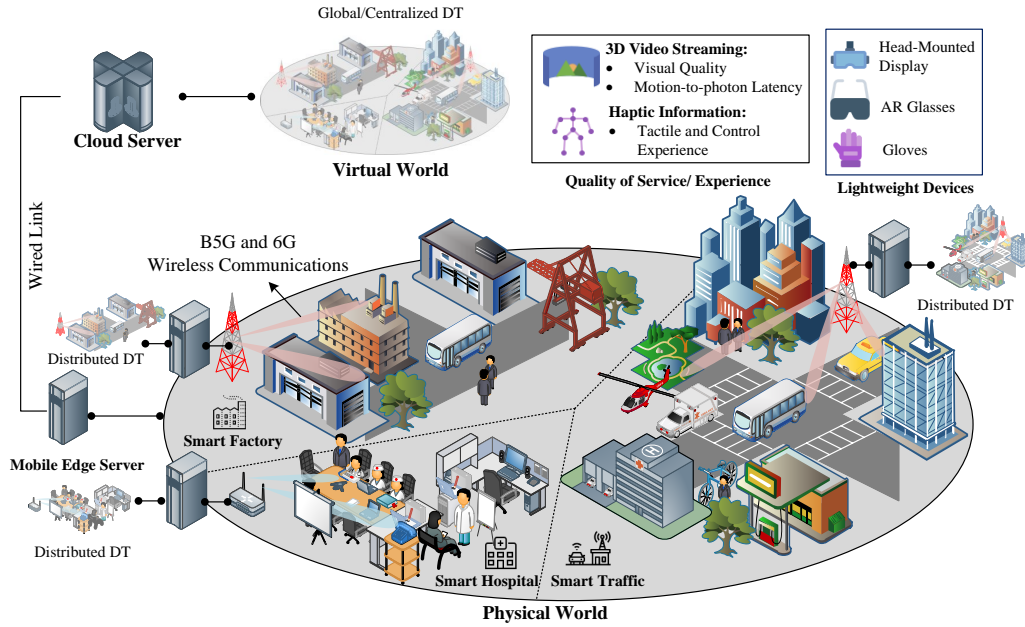 Global/Centralized DT
Cloud Server
Virtual World
3D Video Streaming:
• Visual Quality
• Motion-to-photon Latency
Haptic Information:
• Tactile and Control
Experience
Quality of Service/ Experience
Head-Mounted
Display
AR Glasses
Gloves
Lightweight Devices
Wired Link
B5G and 6G
Wireless Communications
Distributed DT
Distributed DT
Smart Factory
Mobile Edge Server
Distributed DT
H
Smart Hospital
Smart Traffic
Physical World